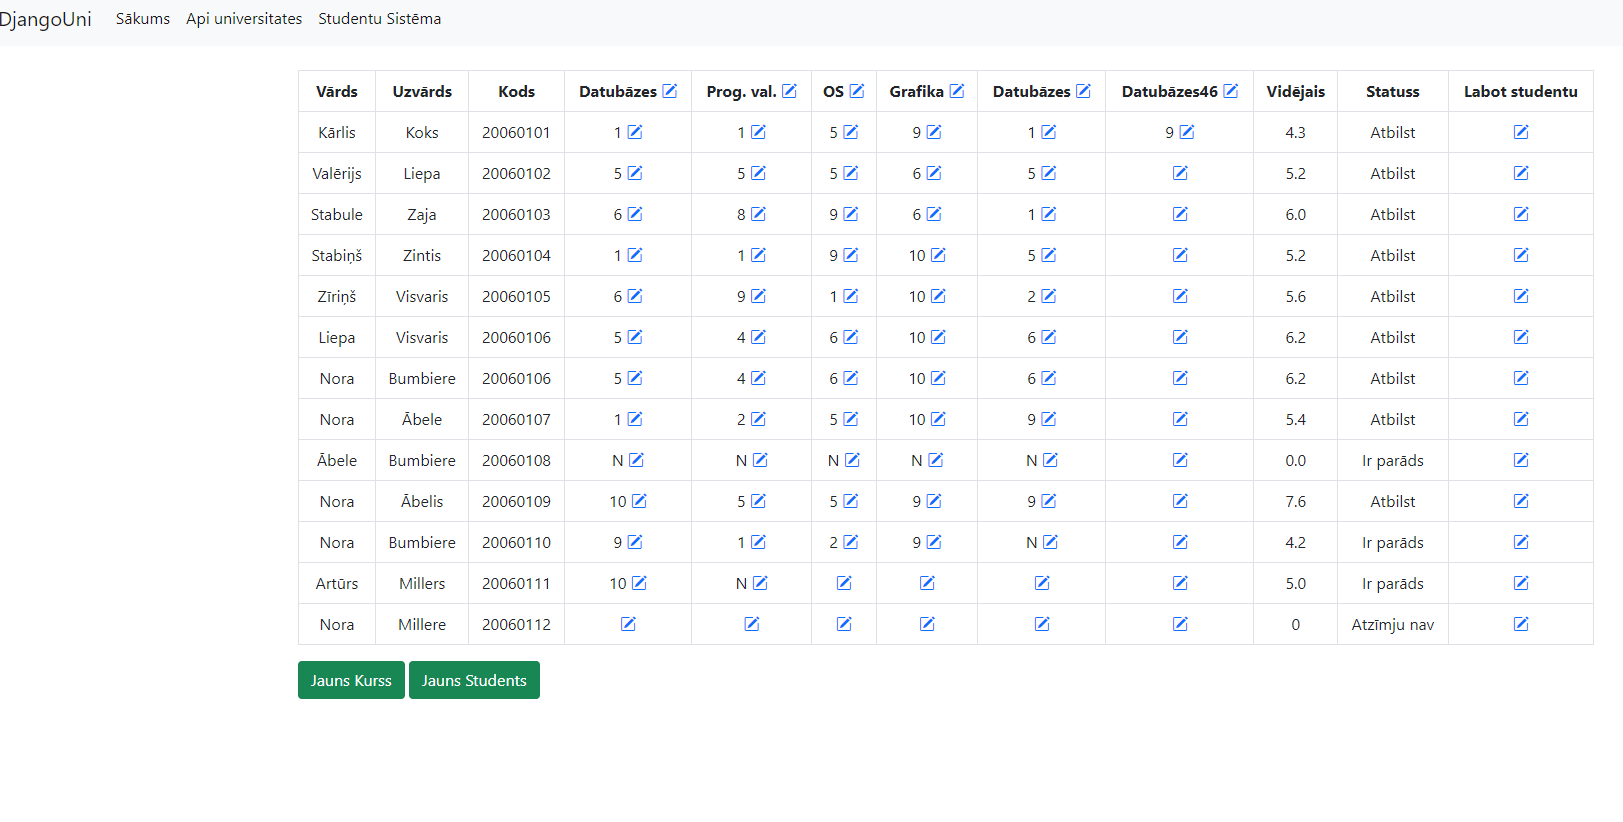 DjangoUni Sākums Api universitates Studentu Sistēma
Vārds Uzvārds Kods Datubāzes Prog. val. OS Grafika Datubāzes Datubāzes46 Vidējais Statuss Labot studentu
Kārlis Koks 20060101 1 1 5 9 1 9 4.3 Atbilst
Valērijs Liepa 20060102 5 5 5 6 5 5.2 Atbilst
Stabule Zaja 20060103 6 8 9 6 1 6.0 Atbilst
Stabiņš Zintis 20060104 1 1 9 10 5 5.2 Atbilst
Zīriņš Visvaris 20060105 6 9 1 10 2 5.6 Atbilst
Liepa Visvaris 20060106 5 4 6 10 6 6.2 Atbilst
Nora Bumbiere 20060106 5 4 6 10 6 6.2 Atbilst
Nora Ābele 20060107 1 2 5 10 9 5.4 Atbilst
Ābele Bumbiere 20060108 N N N N N 0.0 Ir parāds
Nora Ābelis 20060109 10 5 5 9 9 7.6 Atbilst
Nora Bumbiere 20060110 9 1 2 9 N 4.2 Ir parāds
Artūrs Millers 20060111 10 N 5.0 Ir parāds
Nora Millere 20060112 0 Atzīmju nav
Jauns Kurss Jauns Students